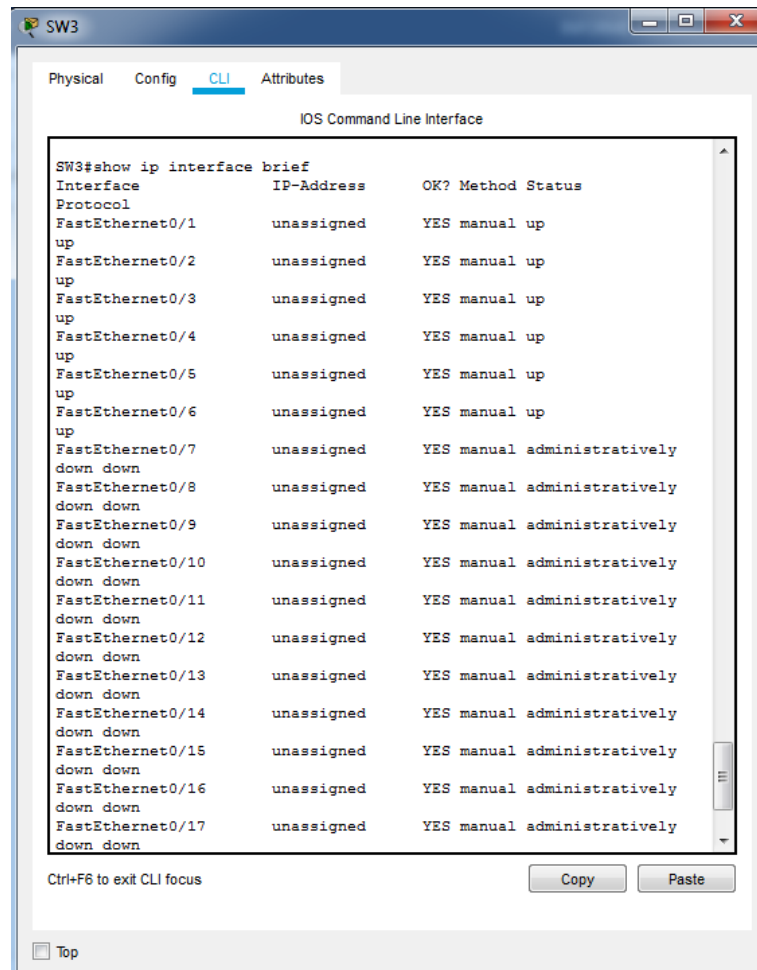 SW3
Physical Config CLI Attributes
IOS Command Line Interface
SW3#show ip interface brief
Interface IP-Address OK? Method Status
Protocol
FastEthernet0/1 unassigned YES manual up
up
FastEthernet0/2 unassigned YES manual up
up
FastEthernet0/3 unassigned YES manual up
up
FastEthernet0/4 unassigned YES manual up
up
FastEthernet0/5 unassigned YES manual up
up
FastEthernet0/6 unassigned YES manual up
up
FastEthernet0/7 unassigned YES manual administratively
down down
FastEthernet0/8 unassigned YES manual administratively
down down
FastEthernet0/9 unassigned YES manual administratively
down down
FastEthernet0/10 unassigned YES manual administratively
down down
FastEthernet0/11 unassigned YES manual administratively
down down
FastEthernet0/12 unassigned YES manual administratively
down down
FastEthernet0/13 unassigned YES manual administratively
down down
FastEthernet0/14 unassigned YES manual administratively
down down
FastEthernet0/15 unassigned YES manual administratively
down down
FastEthernet0/16 unassigned YES manual administratively
down down
FastEthernet0/17 unassigned YES manual administratively
down down
Ctrl+F6 to exit CLI focus
Copy Paste
Top